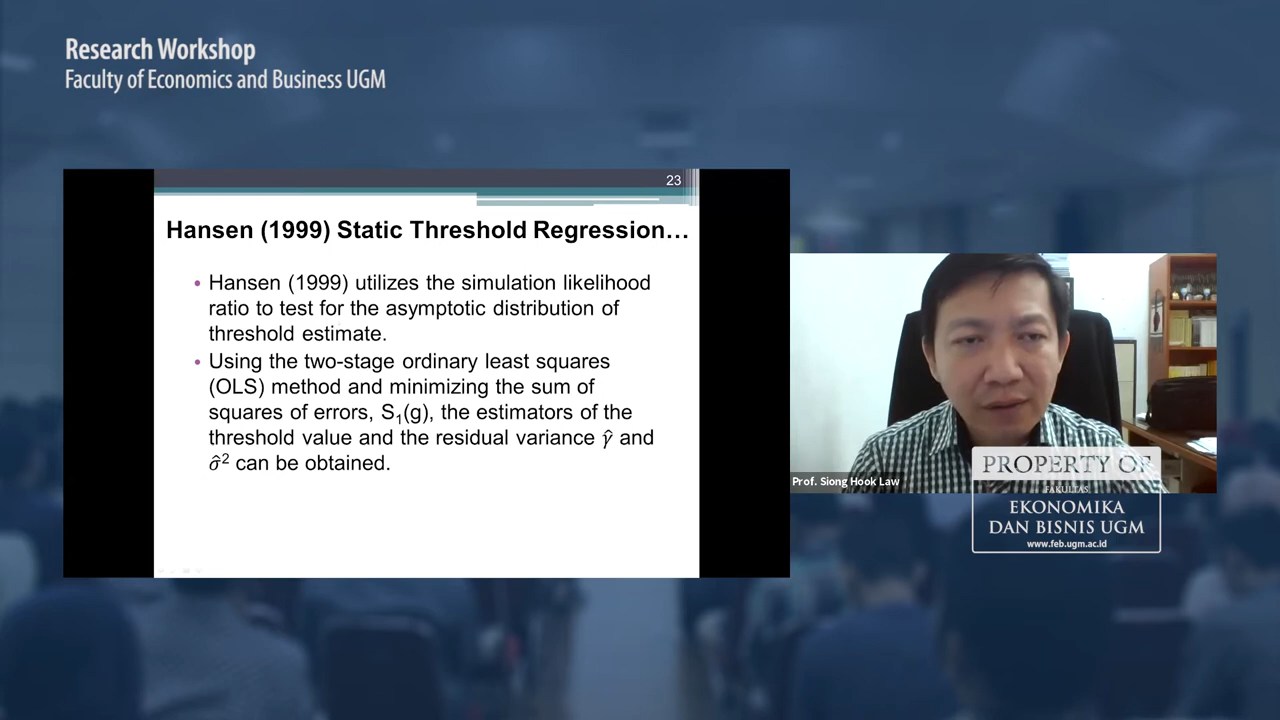 Research Workshop
Faculty of Economics and Business UGM
23
Hansen (1999) Static Threshold Regression…
• Hansen (1999) utilizes the simulation likelihood
ratio to test for the asymptotic distribution of
threshold estimate.
• Using the two-stage ordinary least squares
(OLS) method and minimizing the sum of
squares of errors, S₁(g), the estimators of the
threshold value and the residual variance γ̂ and
σ̂² can be obtained.
Prof. Siong Hook Law
PROPERTY OF
FAKULTAS
EKONOMIKA
DAN BISNIS UGM
www.feb.ugm.ac.id